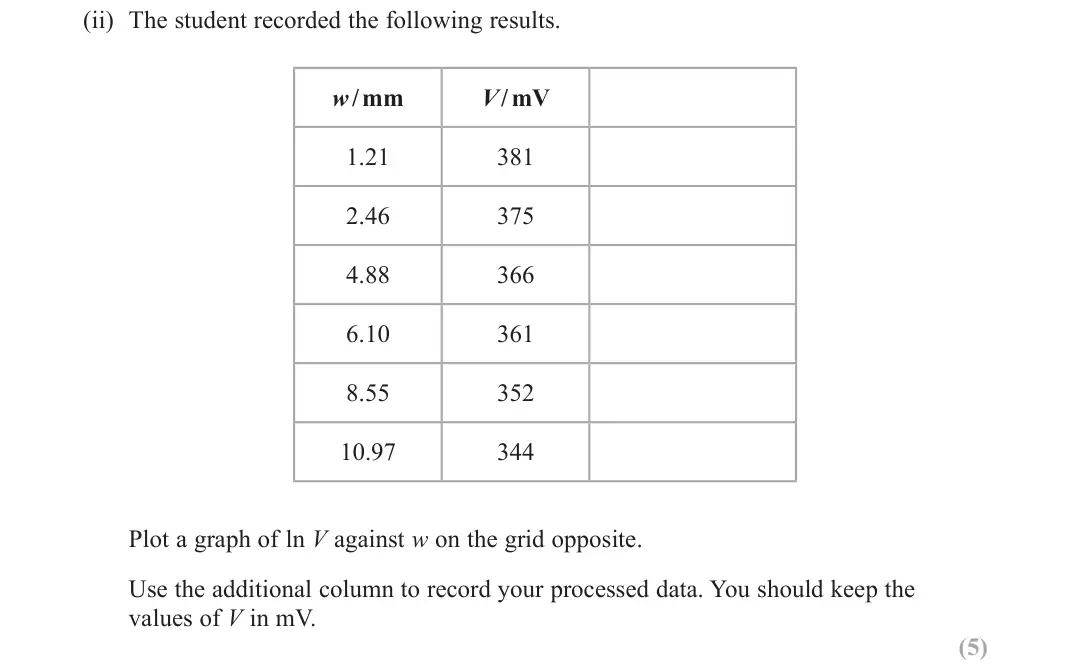 (ii) The student recorded the following results.
w/mm V/mV
1.21 381
2.46 375
4.88 366
6.10 361
8.55 352
10.97 344
Plot a graph of ln V against w on the grid opposite.
Use the additional column to record your processed data. You should keep the
values of V in mV.
(5)